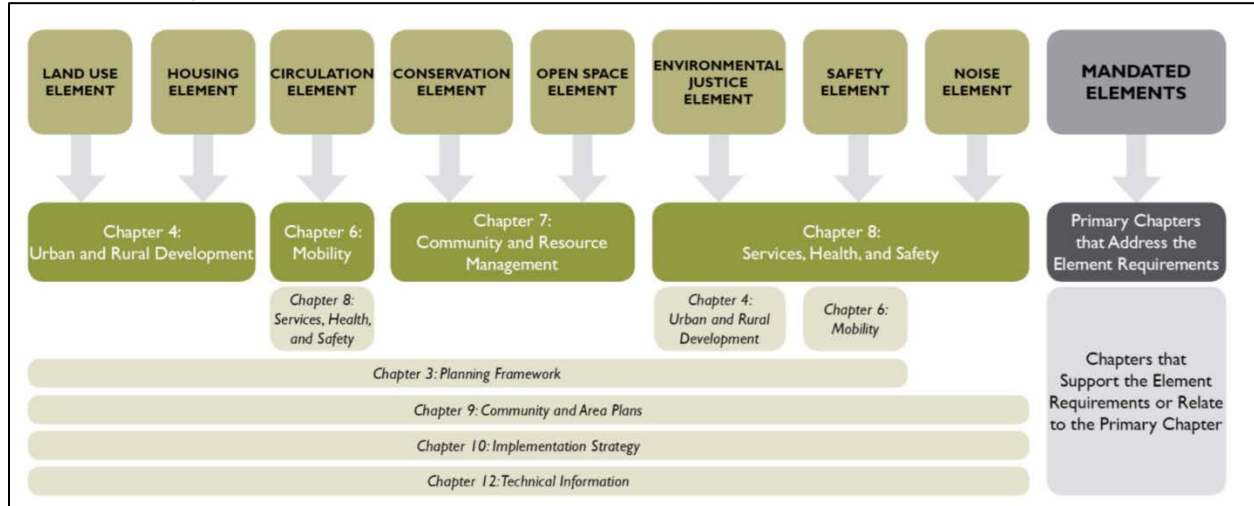 LAND USE
ELEMENT
HOUSING
ELEMENT
CIRCULATION
ELEMENT
CONSERVATION
ELEMENT
OPEN SPACE
ELEMENT
ENVIRONMENTAL
JUSTICE
ELEMENT
SAFETY
ELEMENT
NOISE
ELEMENT
MANDATED
ELEMENTS
Chapter 4:
Urban and Rural Development
Chapter 6:
Mobility
Chapter 7:
Community and Resource
Management
Chapter 8:
Services, Health, and Safety
Primary Chapters
that Address the
Element Requirements
Chapter 8:
Services, Health,
and Safety
Chapter 4:
Urban and Rural
Development
Chapter 6:
Mobility
Chapter 3: Planning Framework
Chapter 9: Community and Area Plans
Chapter 10: Implementation Strategy
Chapter 12: Technical Information
Chapters that
Support the Element
Requirements or Relate
to the Primary Chapter